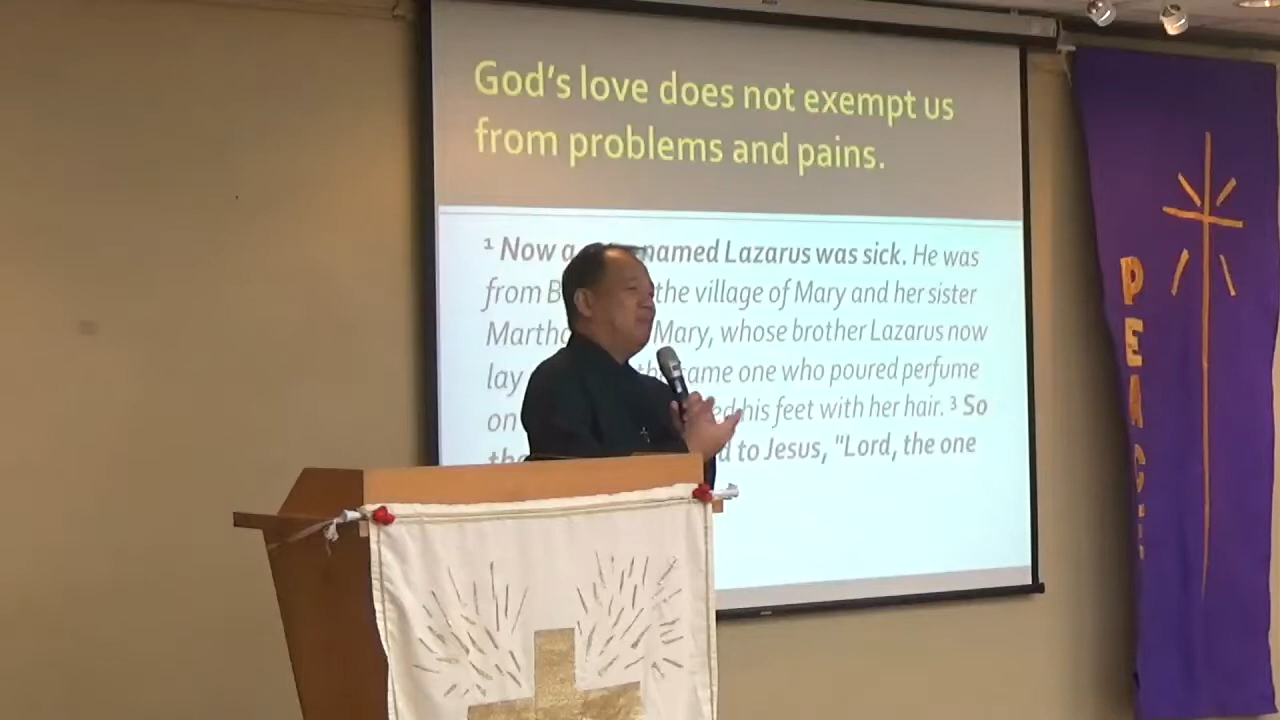 God's love does not exempt us
from problems and pains.
¹ Now a named Lazarus was sick. He was
from the village of Mary and her sister
Mary, whose brother Lazarus now
lay same one who poured perfume
on his feet with her hair. ³ So
to Jesus, "Lord, the one
PEACE